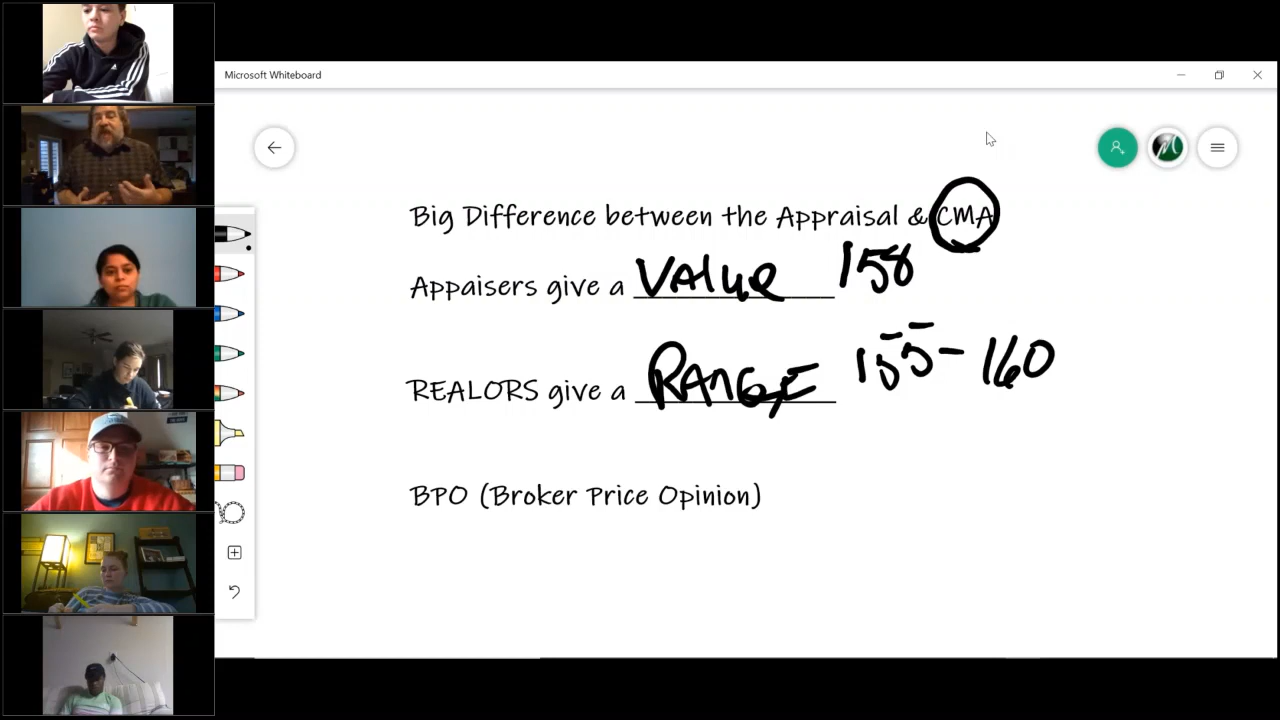 Microsoft Whiteboard
Big Difference between the Appraisal & CMA
Appaisers give a VALUE 158
REALORS give a RANGE 155 - 160
BPO (Broker Price Opinion)